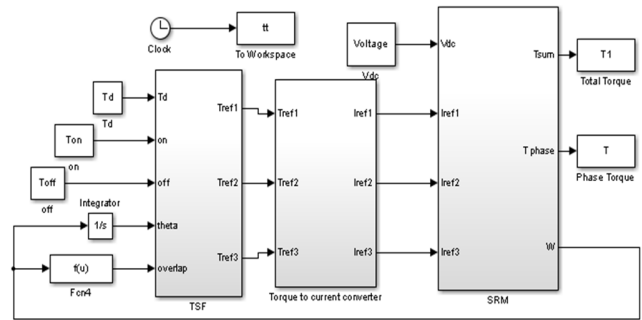 Clock
tt
To Workspace
Voltage
Vdc
Td
Td
Ton
on
Toff
off
Integrator
1/s
f(u)
Fcn4
Td
on
off
theta
overlap
Tref1
Tref2
Tref3
TSF
Tref1
Tref2
Tref3
Iref1
Iref2
Iref3
Torque to current converter
Vdc
Iref1
Iref2
Iref3
Tsum
T phase
W
SRM
T1
Total Torque
T
Phase Torque